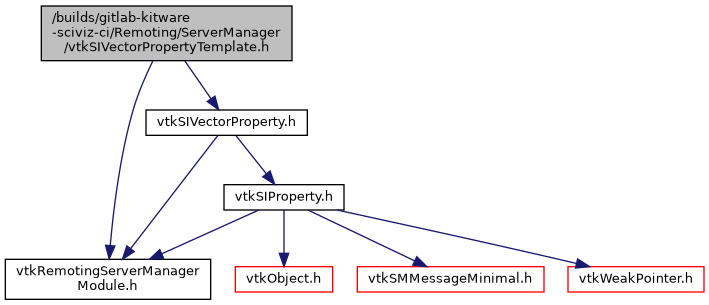 /builds/gitlab-kitware
-sciviz-ci/Remoting/ServerManager
/vtkSIVectorPropertyTemplate.h
vtkSIVectorProperty.h
vtkSIProperty.h
vtkRemotingServerManager
Module.h
vtkObject.h
vtkSMMessageMinimal.h
vtkWeakPointer.h